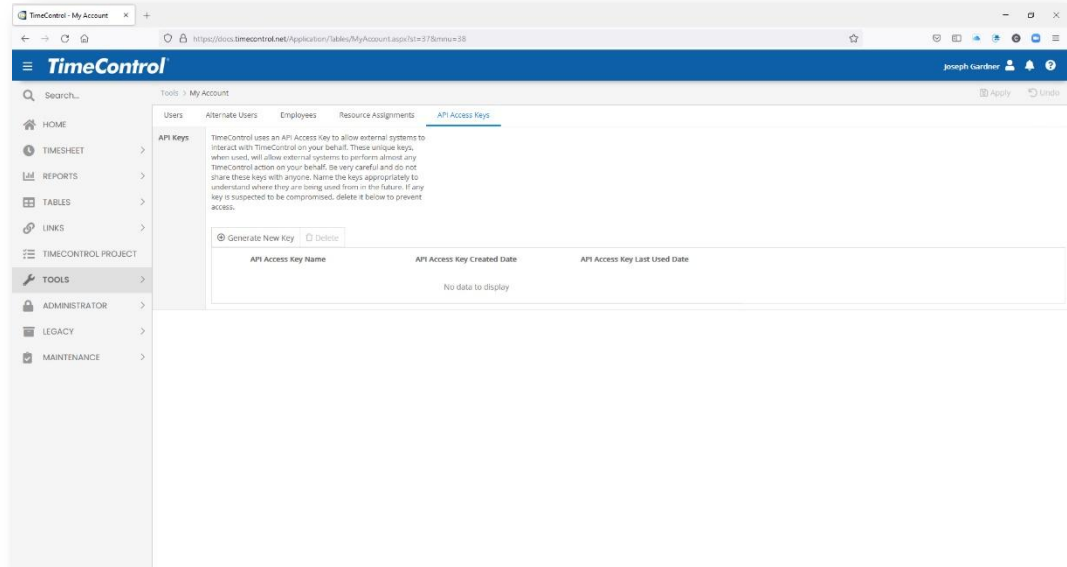 TimeControl - My Account
https://docs.timecontrol.net/Application/Tables/MyAccount.aspx?st=37&mnu=38
TimeControl
Joseph Gardner
Search...
Tools > My Account
Apply
Undo
HOME
TIMESHEET
REPORTS
TABLES
LINKS
TIMECONTROL PROJECT
TOOLS
ADMINISTRATOR
LEGACY
MAINTENANCE
Users
Alternate Users
Employees
Resource Assignments
API Access Keys
API Keys
TimeControl uses an API Access Key to allow external systems to
interact with TimeControl on your behalf. These unique keys,
when used, will allow external systems to perform almost any
TimeControl action on your behalf. Be very careful and do not
share these keys with anyone. Name the keys appropriately to
understand where they are being used from in the future. If any
key is suspected to be compromised, delete it below to prevent
access.
Generate New Key
Delete
API Access Key Name
API Access Key Created Date
API Access Key Last Used Date
No data to display